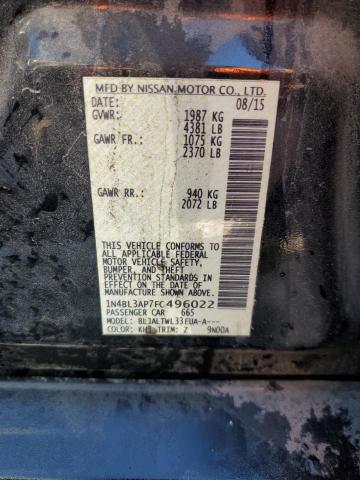 MFD BY NISSAN MOTOR CO., LTD.
DATE: 08/15
GVWR: 1987 KG
4381 LB
GAWR FR: 1075 KG
2370 LB
GAWR RR: 940 KG
2072 LB
THIS VEHICLE CONFORMS TO
ALL APPLICABLE FEDERAL
MOTOR VEHICLE SAFETY,
BUMPER, AND THEFT
PREVENTION STANDARDS IN
EFFECT ON THE DATE OF
MANUFACTURE SHOWN ABOVE.
1N4BL3AP7FC496022
PASSENGER CAR 665
MODEL: BLJALTWL33EUA-A---
COLOR: KH1 TRIM: Z 9N00A